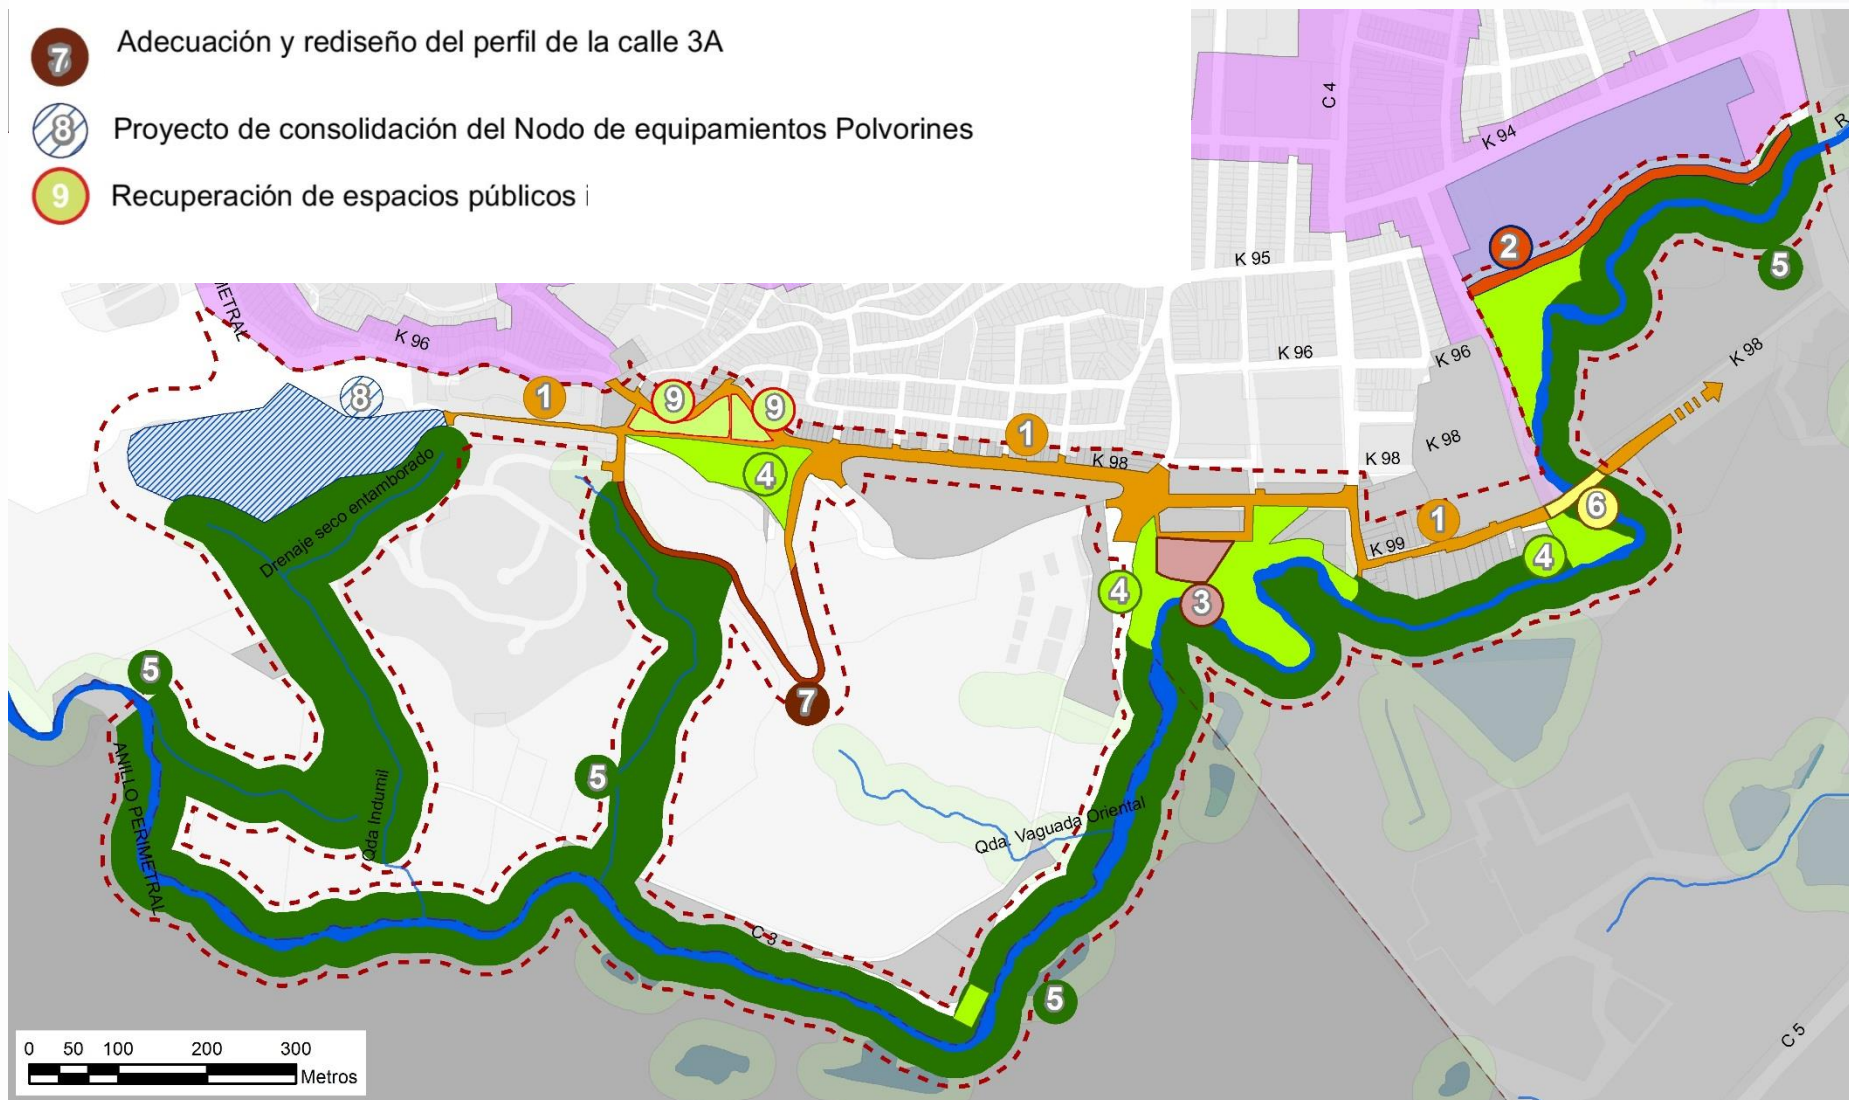 7 Adecuación y rediseño del perfil de la calle 3A
8 Proyecto de consolidación del Nodo de equipamientos Polvorines
9 Recuperación de espacios públicos
C 4
K 94
R
2
K 95
5
METRAL
K 96
K 96
K 96
K 98
8
1
9
9
1
4
K 98
K 98
K 98
1
6
K 99
4
4
3
Drenaje seco entamborado
5
7
5
ANILLO PERIMETRAL
Qda Indumil
Qda. Vaguada Oriental
C 3
5
C 5
0 50 100 200 300
Metros